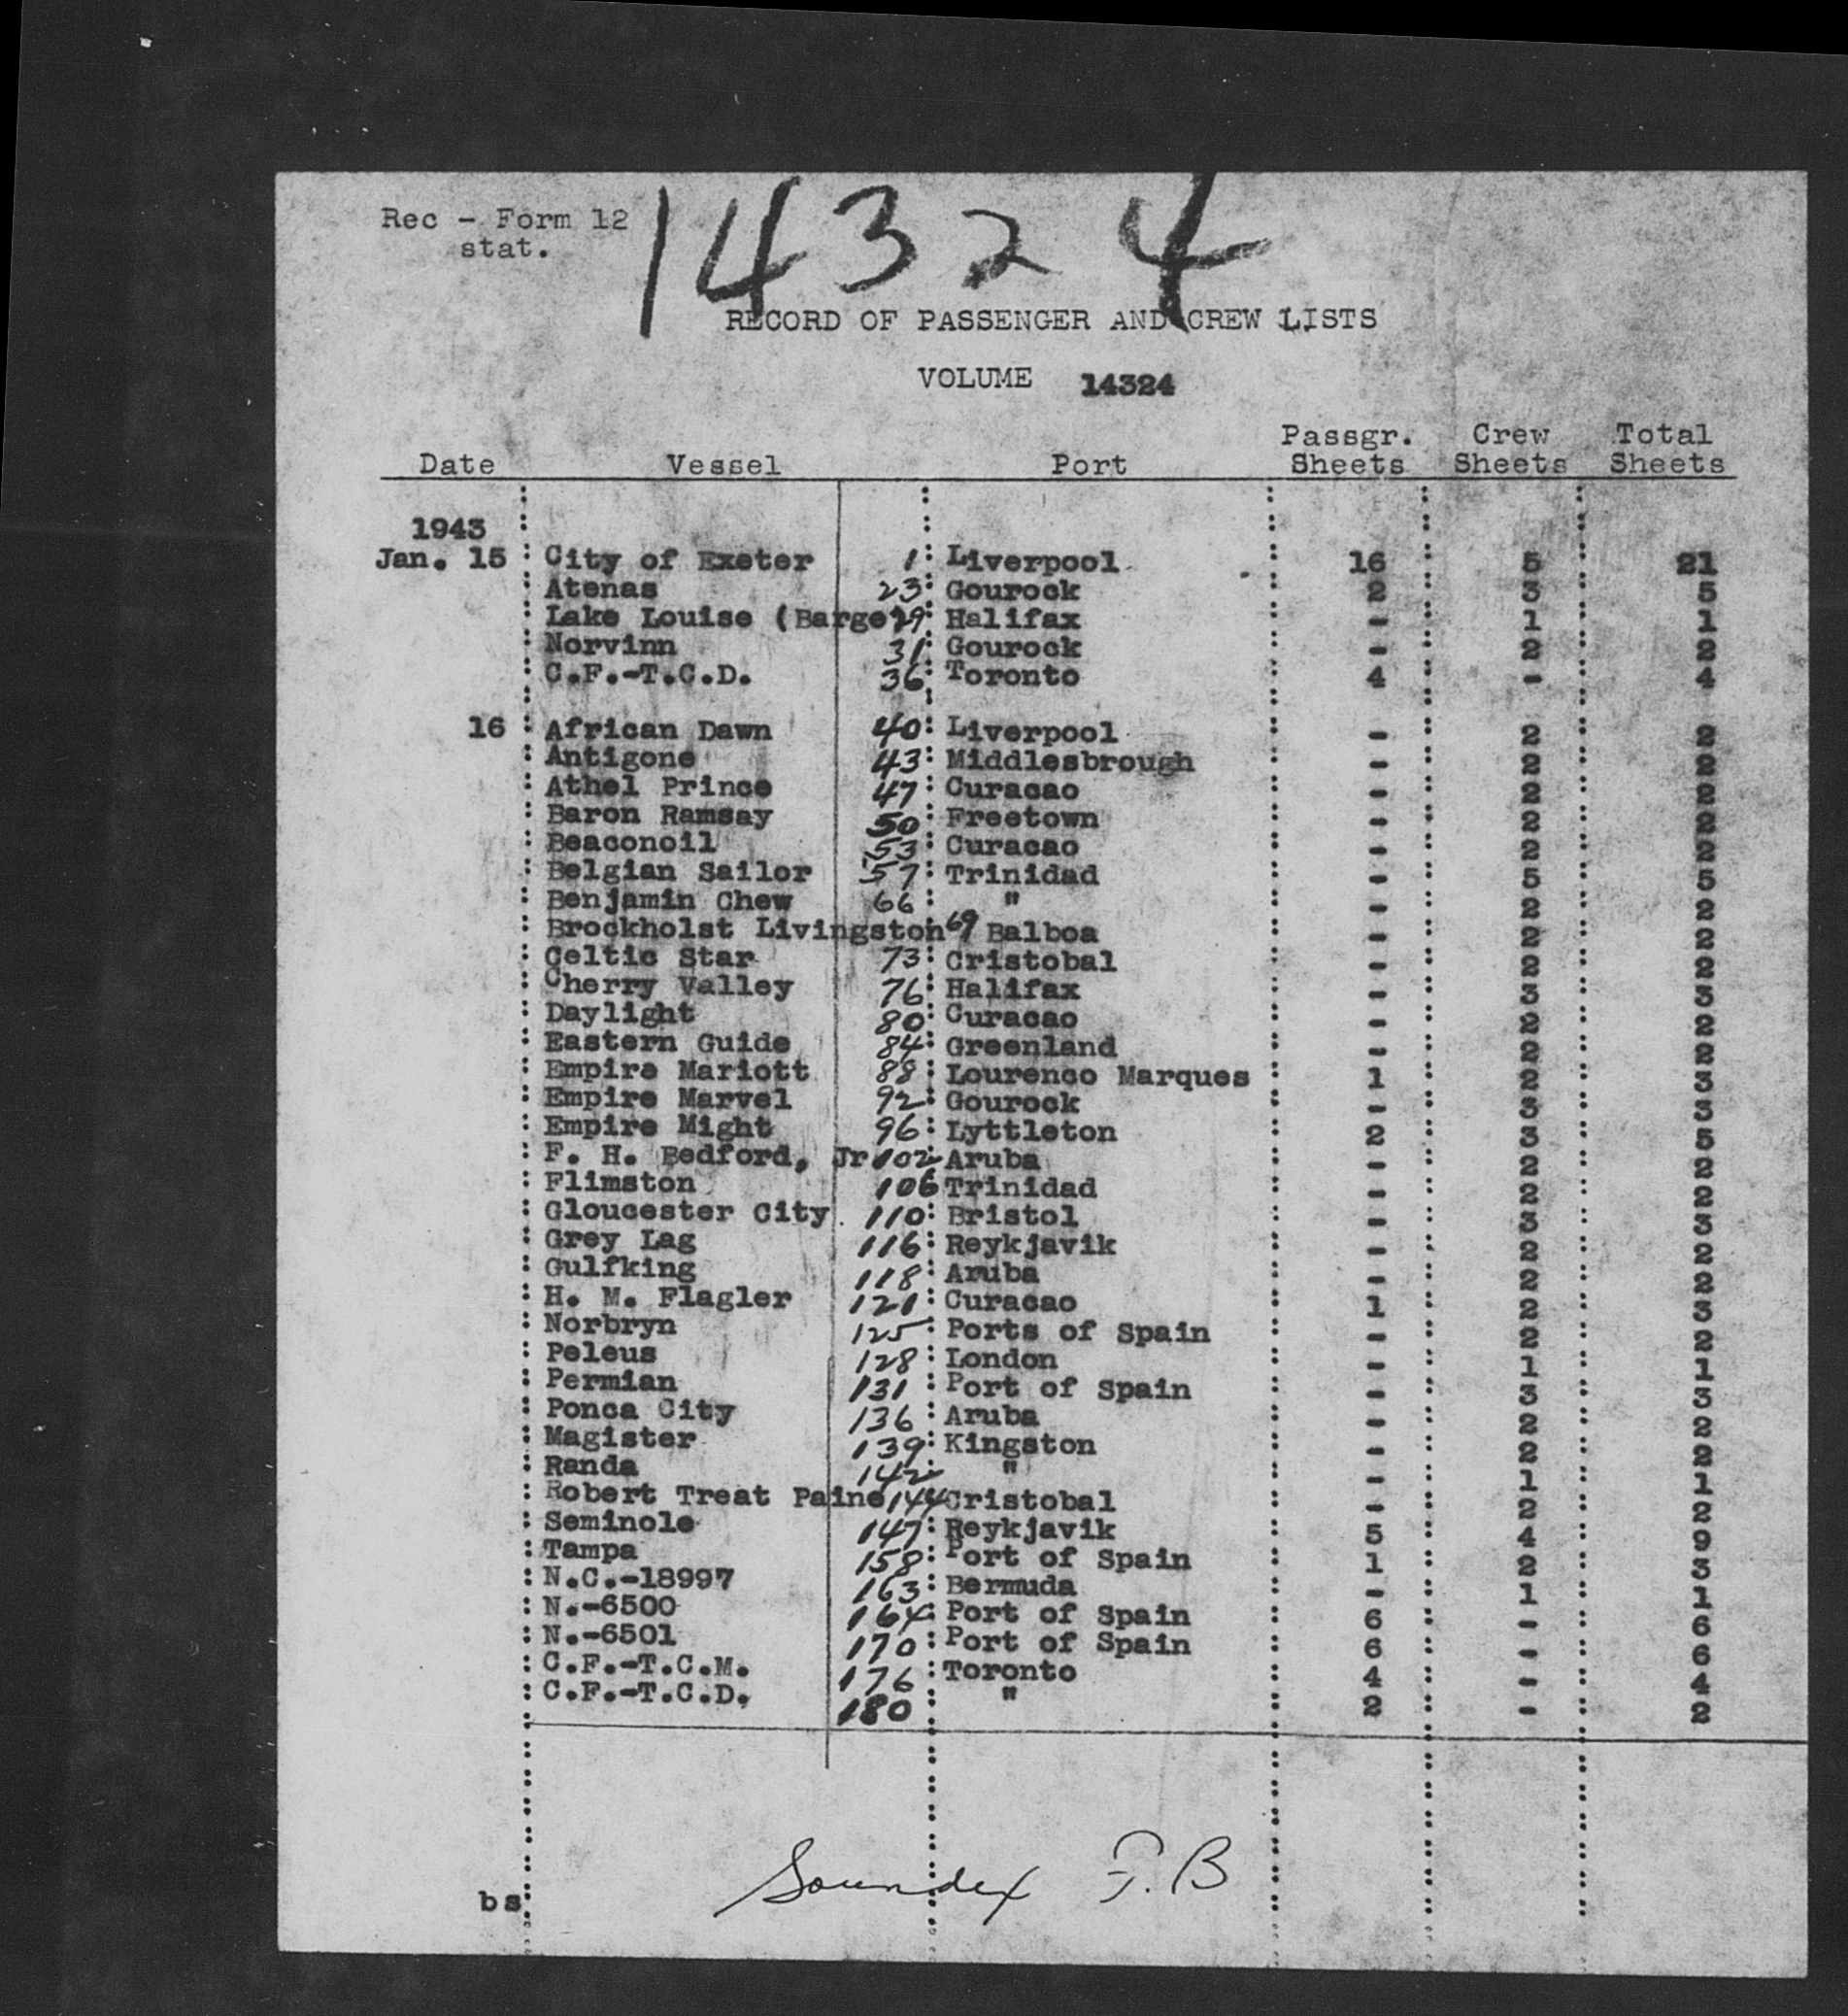 14324
Rec - Form 12
stat.
RECORD OF PASSENGER AND CREW LISTS
VOLUME 14324
Passgr. Crew Total
Date Vessel Port Sheets Sheets Sheets
1943
Jan. 15 City of Exeter 1 Liverpool 16 5 21
Atenas 23 Gourock 2 3 5
Lake Louise (Barge) 29 Halifax - 1 1
Norvinn 31 Gourock - 2 2
C.F.-T.C.D. 36 Toronto 4 - 4
16 African Dawn 40 Liverpool - 2 2
Antigone 43 Middlesbrough - 2 2
Athel Prince 47 Curacao - 2 2
Baron Ramsay 50 Freetown - 2 2
Beaconoil 53 Curacao - 2 2
Belgian Sailor 57 Trinidad - 5 5
Benjamin Chew 66 " - 2 2
Brockholst Livingston 69 Balboa - 2 2
Celtic Star 73 Cristobal - 2 2
Cherry Valley 76 Halifax - 3 3
Daylight 80 Curacao - 2 2
Eastern Guide 84 Greenland - 2 2
Empire Mariott 88 Lourenco Marques 1 2 3
Empire Marvel 92 Gourock - 3 3
Empire Might 96 Lyttleton 2 3 5
F. H. Bedford, Jr 102 Aruba - 2 2
Flimston 106 Trinidad - 2 2
Gloucester City 110 Bristol - 3 3
Grey Lag 116 Reykjavik - 2 2
Gulfking 118 Aruba - 2 2
H. M. Flagler 121 Curacao 1 2 3
Norbryn 125 Ports of Spain - 2 2
Peleus 128 London - 1 1
Permian 131 Port of Spain - 3 3
Ponca City 136 Aruba - 2 2
Magister 139 Kingston - 2 2
Randa 142 " - 1 1
Robert Treat Paine 144 Cristobal - 2 2
Seminole 147 Reykjavik 5 4 9
Tampa 158 Port of Spain 1 2 3
N.C.-18997 163 Bermuda - 1 1
N.-6500 164 Port of Spain 6 - 6
N.-6501 170 Port of Spain 6 - 6
C.F.-T.C.M. 176 Toronto 4 - 4
C.F.-T.C.D. 180 " 2 - 2
Soundex F.B
bs